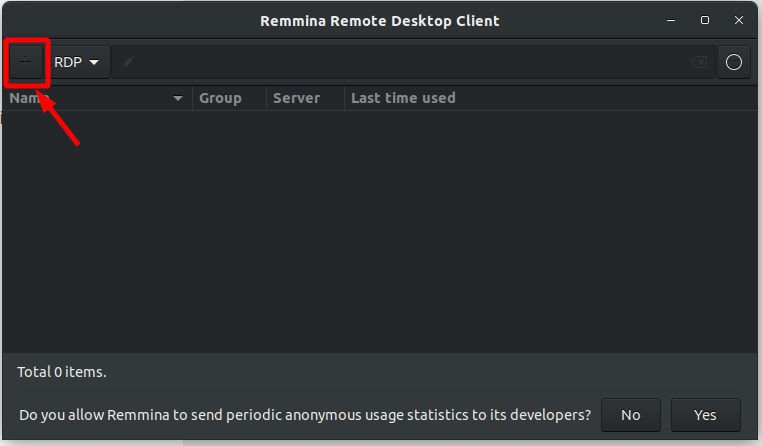 Remmina Remote Desktop Client
RDP
Name Group Server Last time used
Total 0 items.
Do you allow Remmina to send periodic anonymous usage statistics to its developers? No Yes